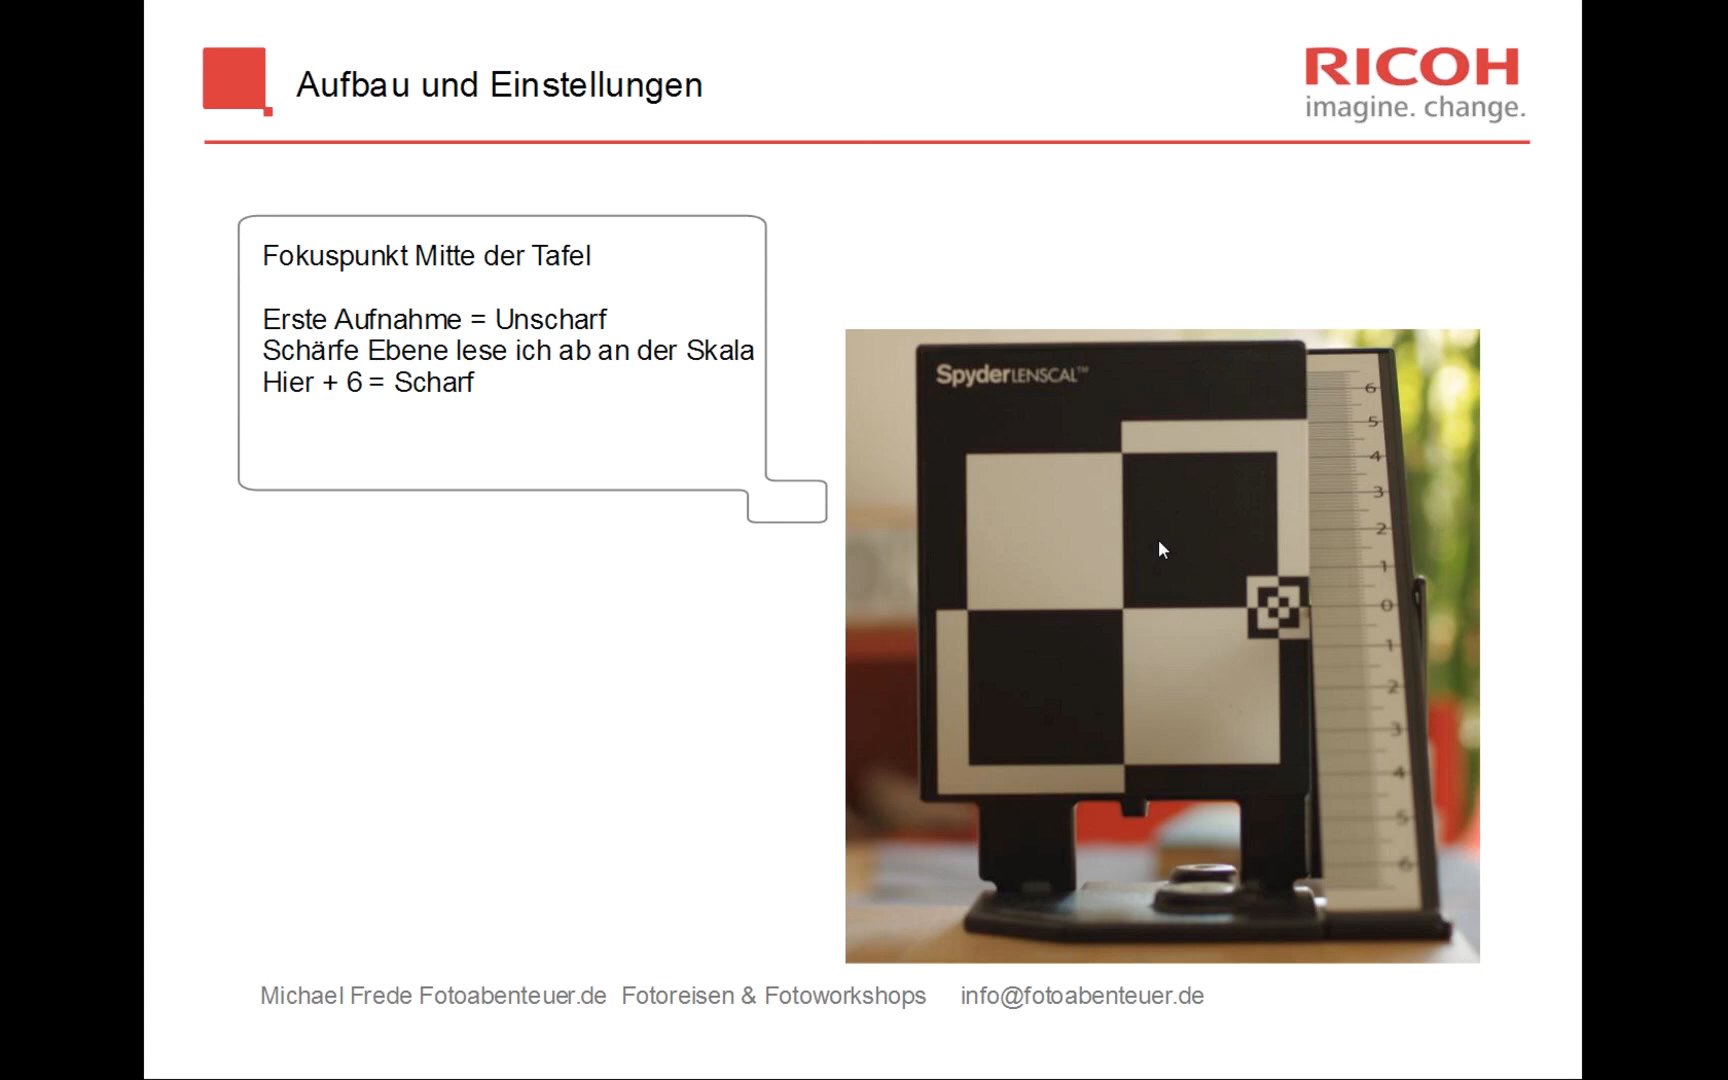 Aufbau und Einstellungen
RICOH
imagine. change.
Fokuspunkt Mitte der Tafel
Erste Aufnahme = Unscharf
Schärfe Ebene lese ich ab an der Skala
Hier + 6 = Scharf
SpyderLENSCAL™
6
5
4
3
2
1
0
1
2
3
4
5
6
Michael Frede Fotoabenteuer.de Fotoreisen & Fotoworkshops info@fotoabenteuer.de